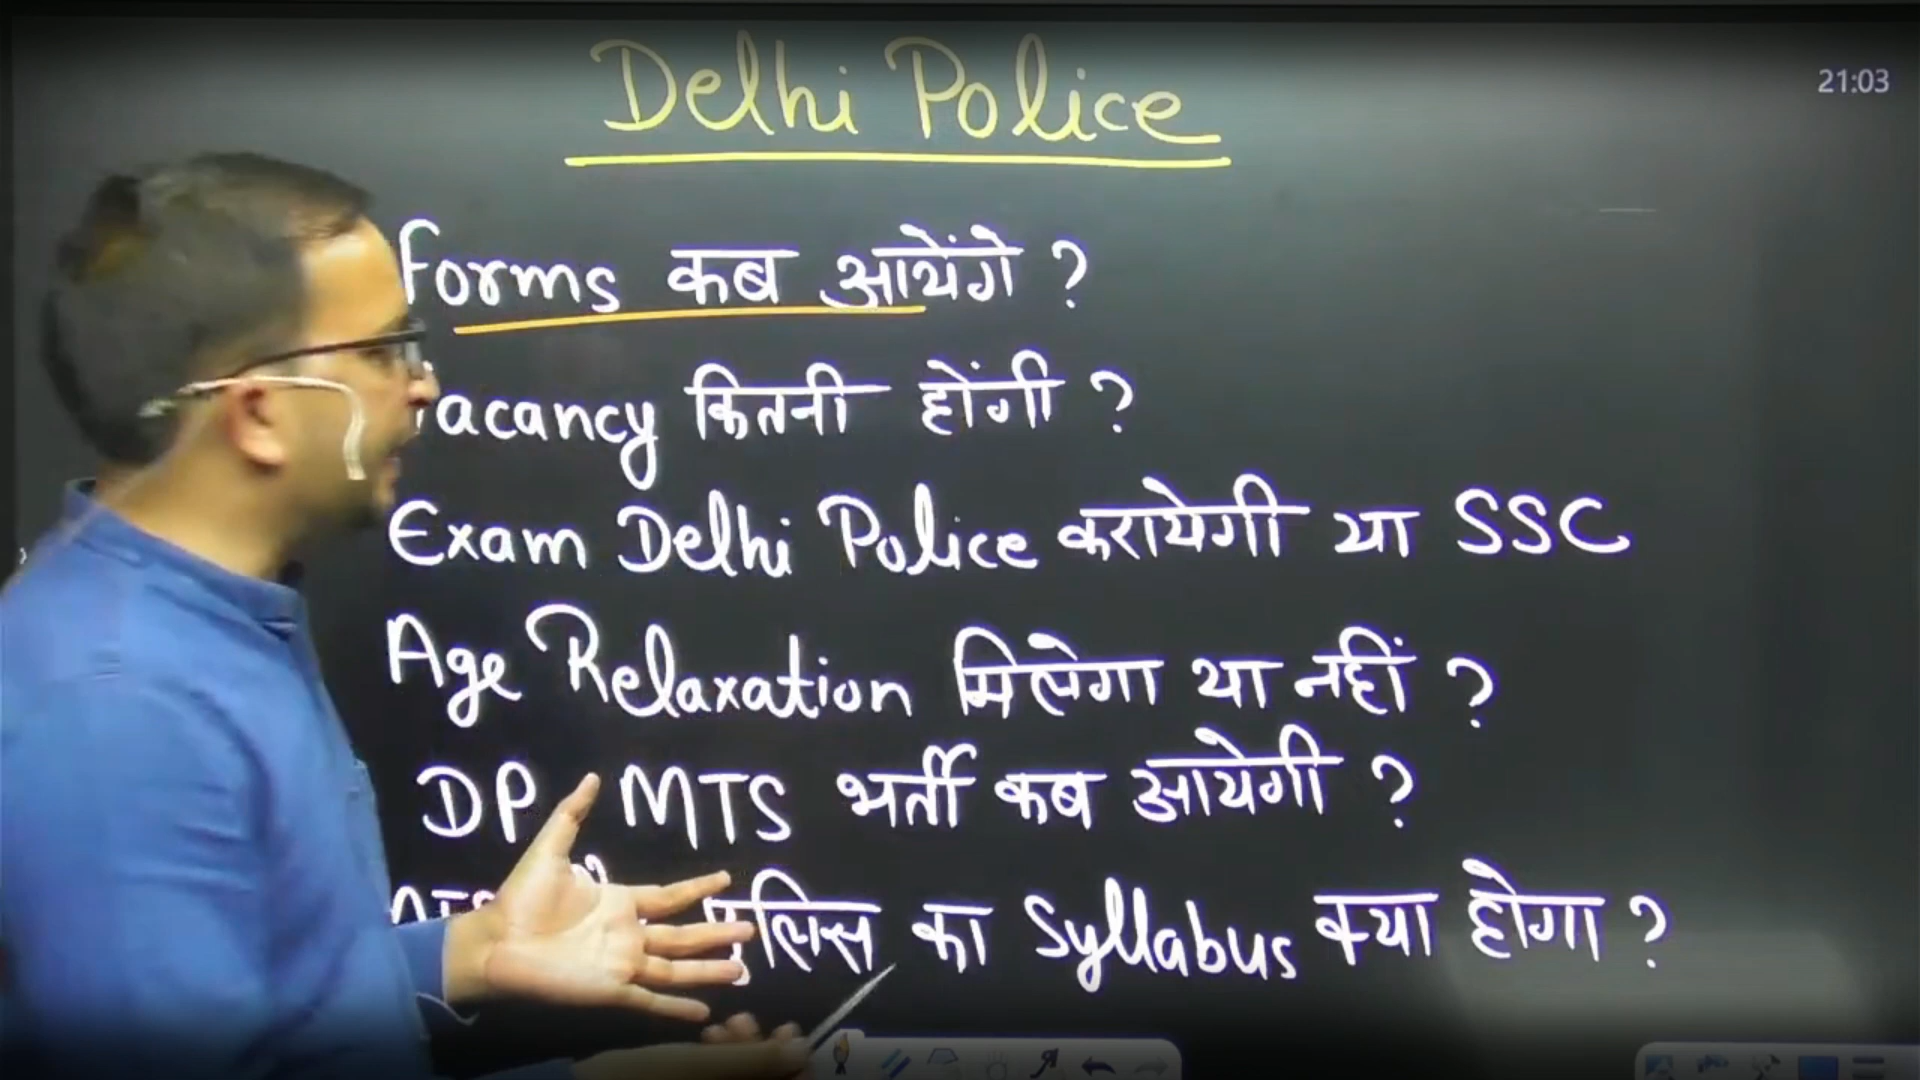 Delhi Police
21:03
Forms कब आयेंगे ?
acancy कितनी होंगी ?
Exam Delhi Police करायेगी या SSC
Age Relaxation मिलेगा या नहीं ?
DP MTS भर्ती कब आयेगी ?
पुलिस का Syllabus क्या होगा ?